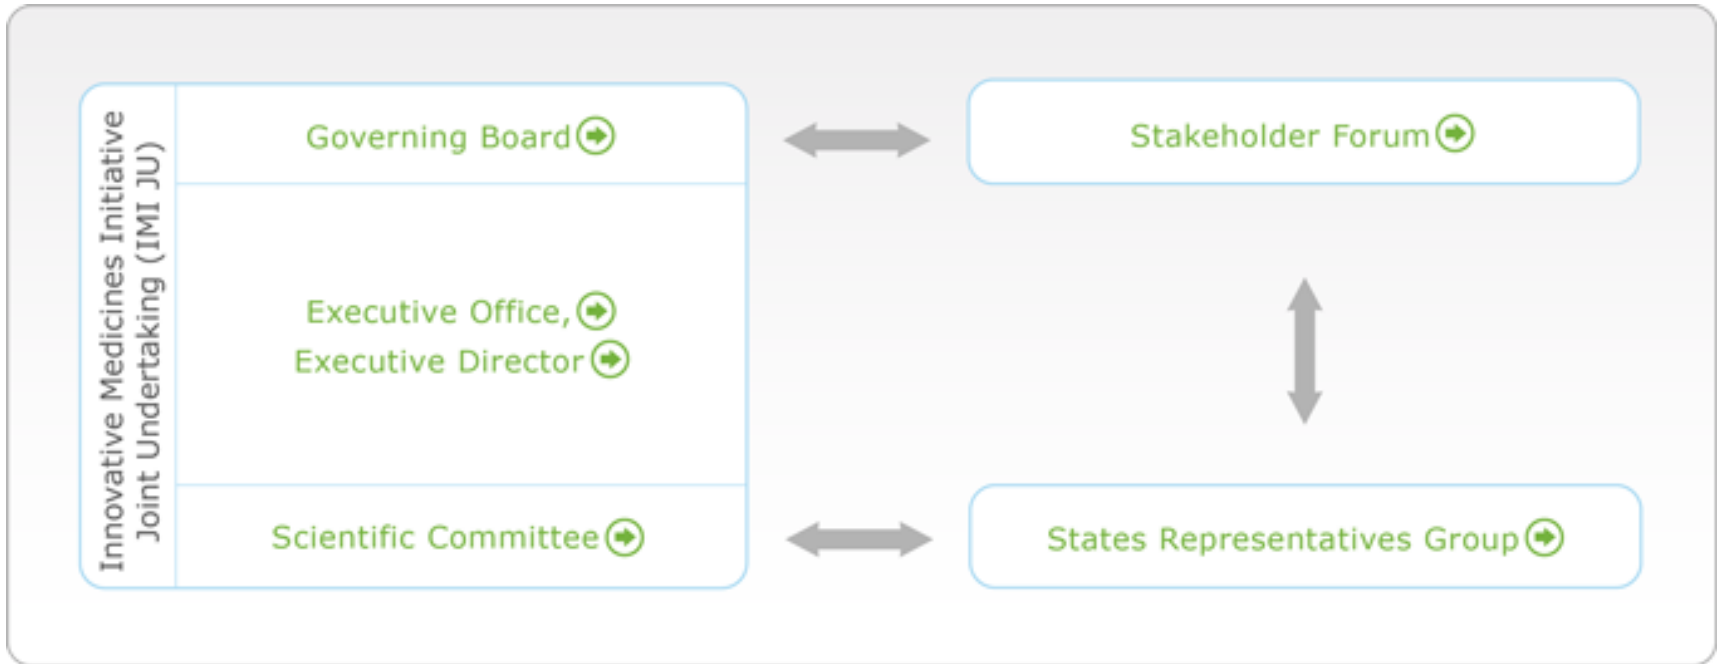 Innovative Medicines Initiative
Joint Undertaking (IMI JU)
Governing Board
Executive Office,
Executive Director
Scientific Committee
Stakeholder Forum
States Representatives Group